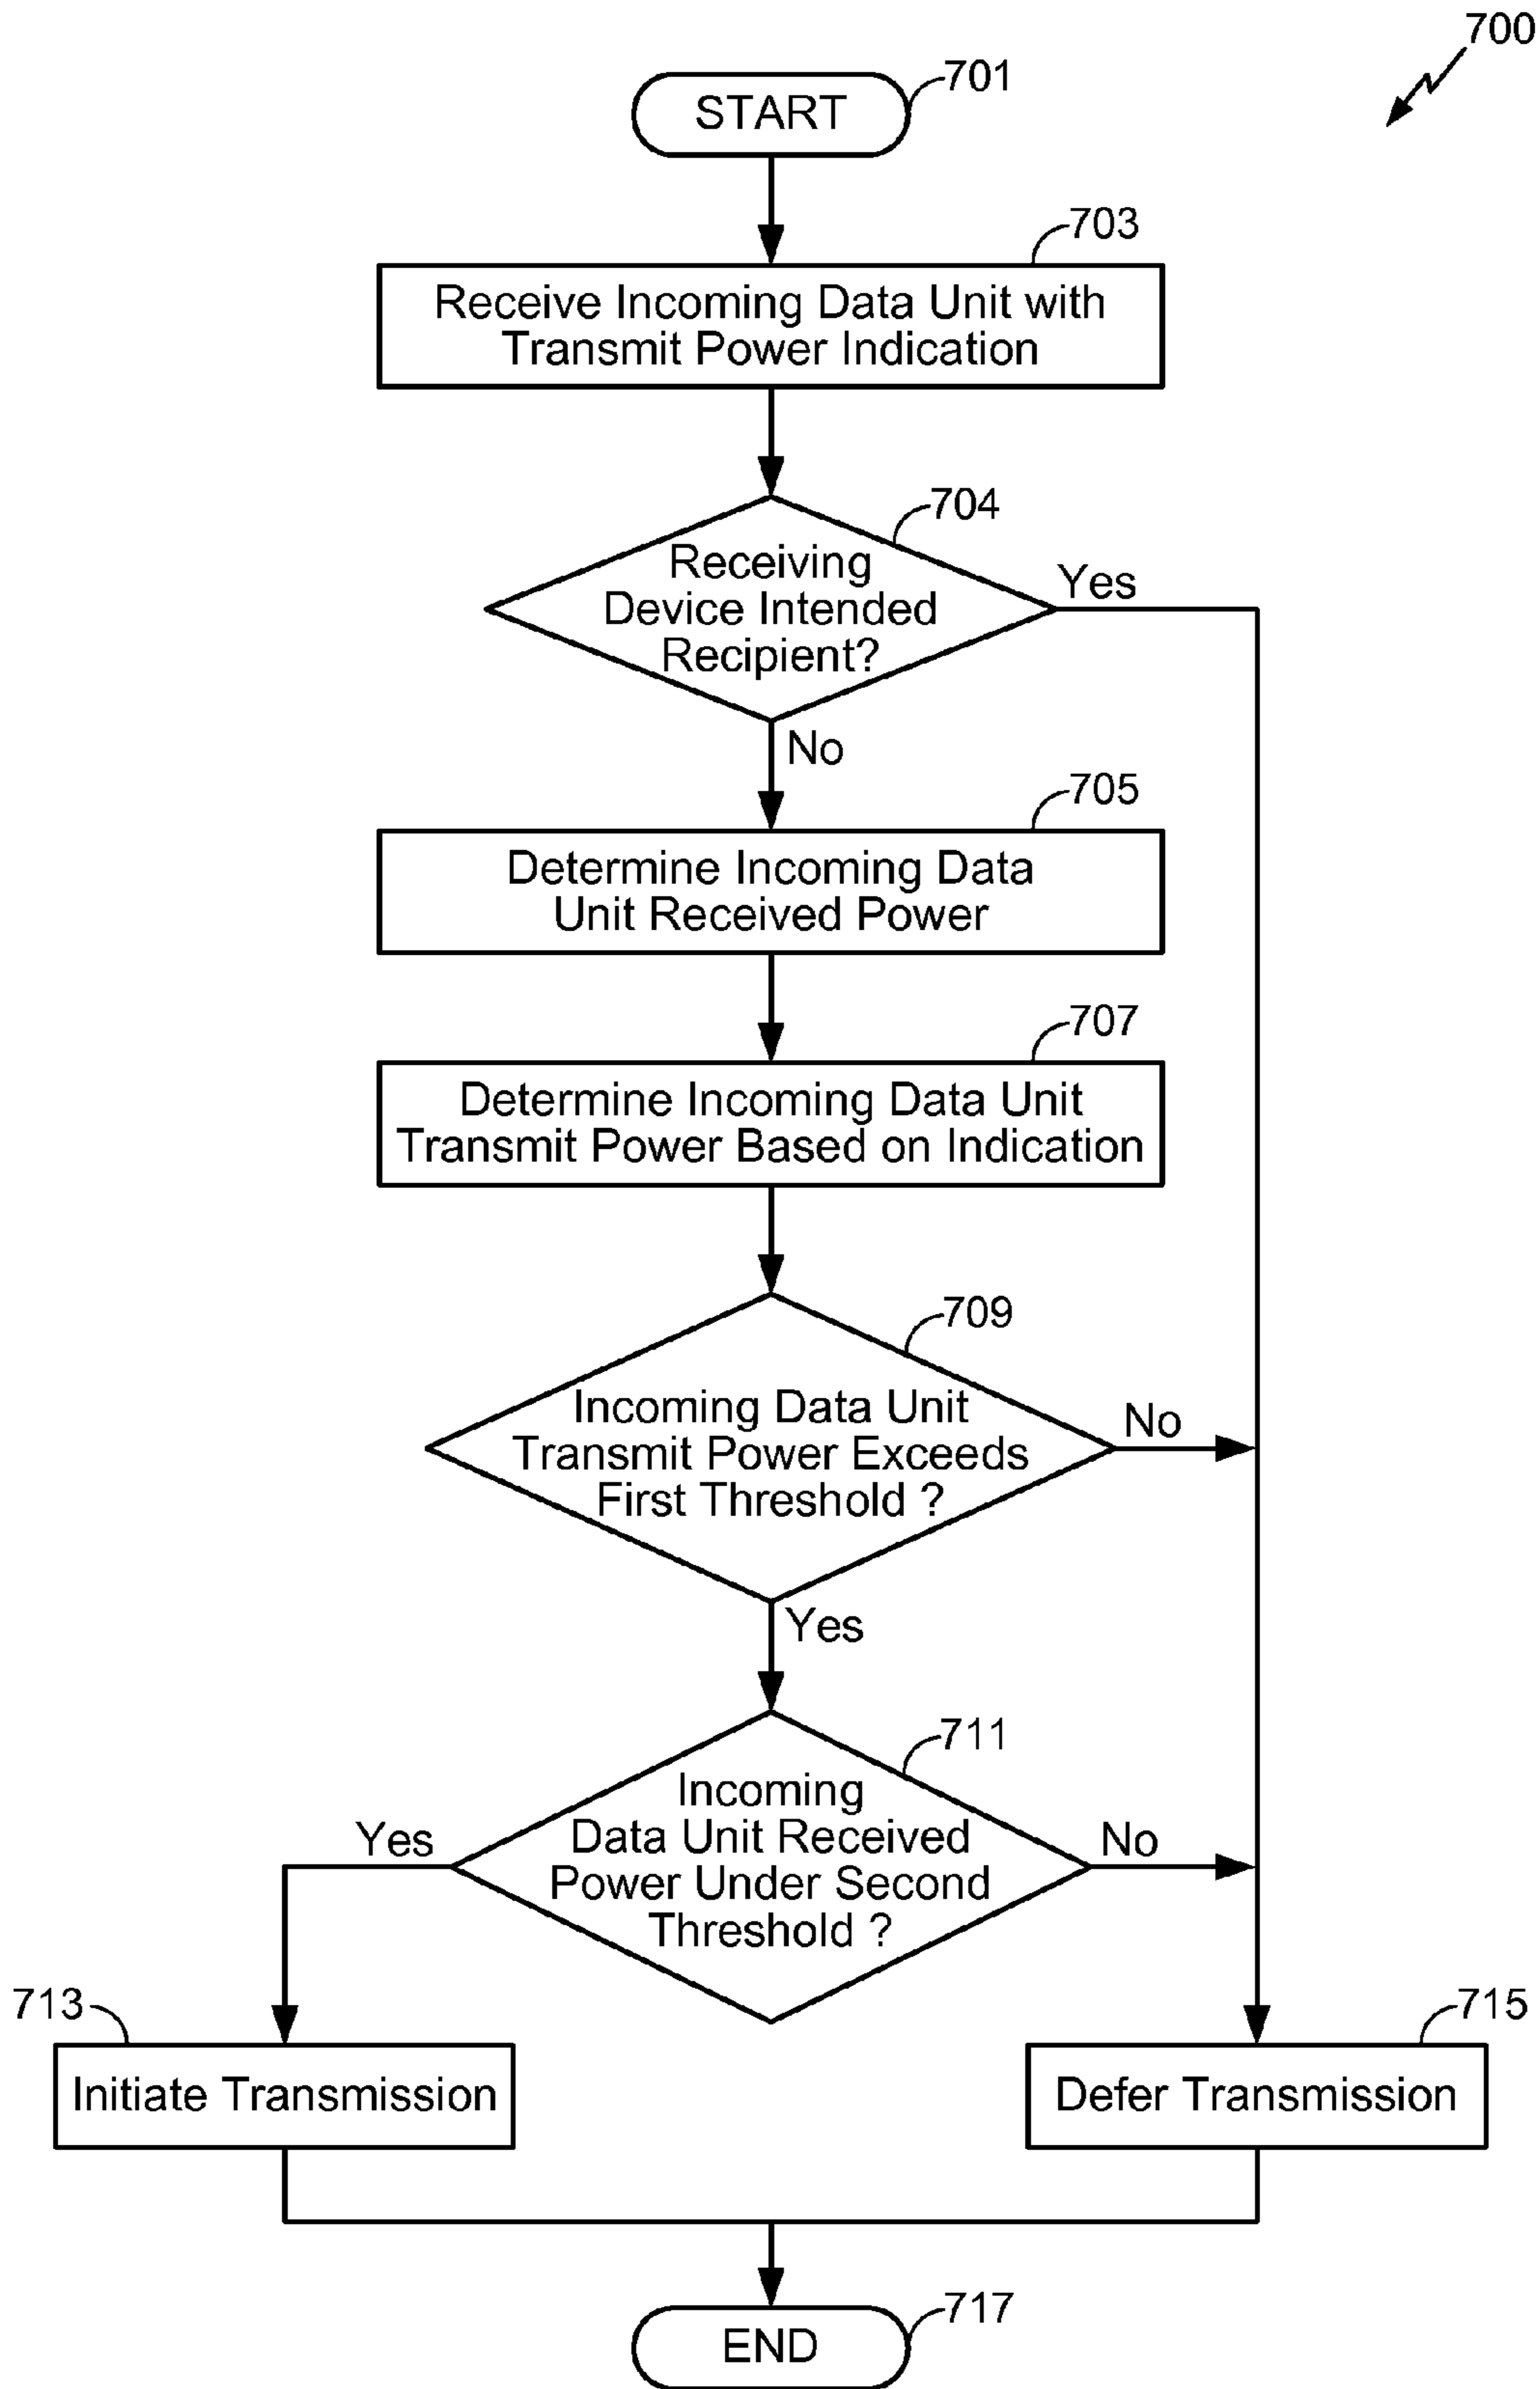 700
START
701
703
Receive Incoming Data Unit with
Transmit Power Indication
704
Receiving
Device Intended
Recipient?
Yes
No
705
Determine Incoming Data
Unit Received Power
707
Determine Incoming Data Unit
Transmit Power Based on Indication
709
Incoming Data Unit
Transmit Power Exceeds
First Threshold ?
No
Yes
711
Incoming
Data Unit Received
Power Under Second
Threshold ?
Yes
No
713
Initiate Transmission
715
Defer Transmission
717
END